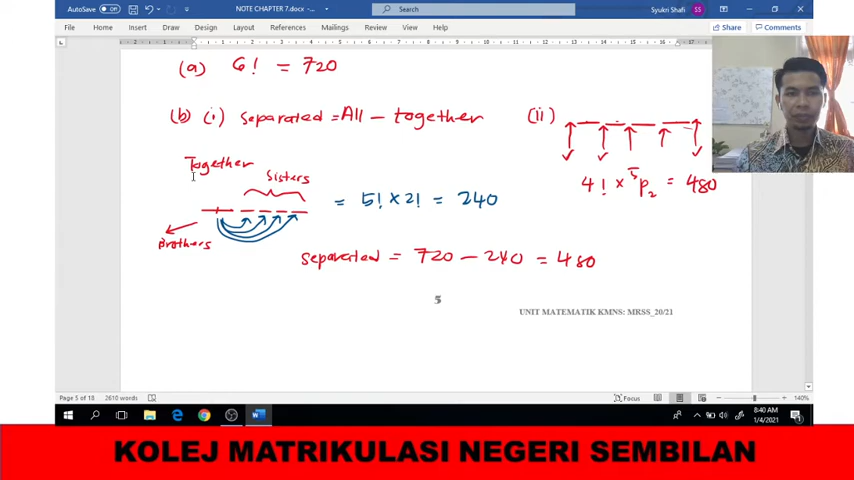 AutoSave Off
NOTE CHAPTER 7.docx
Search
Syukri Shafi
SS
File
Home
Insert
Draw
Design
Layout
References
Mailings
Review
View
Help
Share
Comments
(a) 6! = 720
(b) (i) Separated = All – together
(ii)
Together
Sisters
4! × ⁵P₂ = 480
= 5! × 2! = 240
Brothers
Separated = 720 – 240 = 480
5
UNIT MATEMATIK KMNS: MRSS_20/21
Page 5 of 18
2610 words
Focus
140%
8:40 AM
1/4/2021
KOLEJ MATRIKULASI NEGERI SEMBILAN